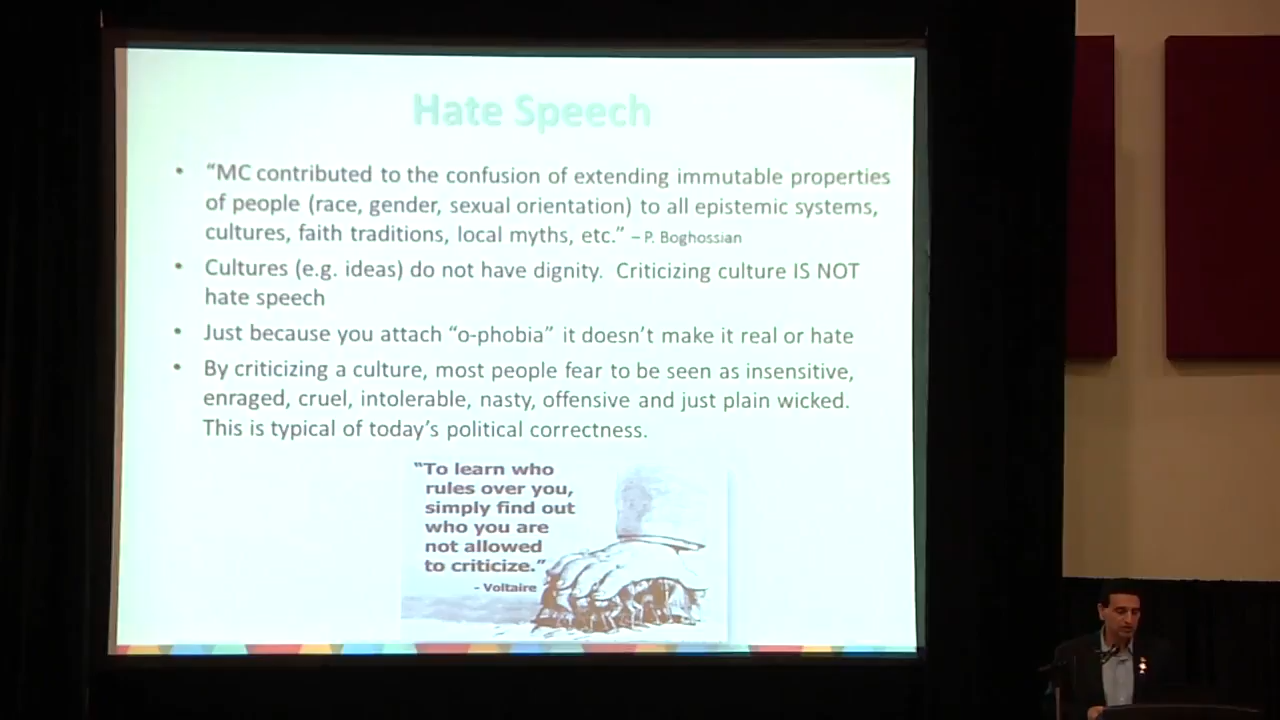 Hate Speech
• “MC contributed to the confusion of extending immutable properties
of people (race, gender, sexual orientation) to all epistemic systems,
cultures, faith traditions, local myths, etc.” – P. Boghossian
• Cultures (e.g. ideas) do not have dignity. Criticizing culture IS NOT
hate speech
• Just because you attach “o-phobia” it doesn’t make it real or hate
• By criticizing a culture, most people fear to be seen as insensitive,
enraged, cruel, intolerable, nasty, offensive and just plain wicked.
This is typical of today’s political correctness.
"To learn who
rules over you,
simply find out
who you are
not allowed
to criticize."
- Voltaire